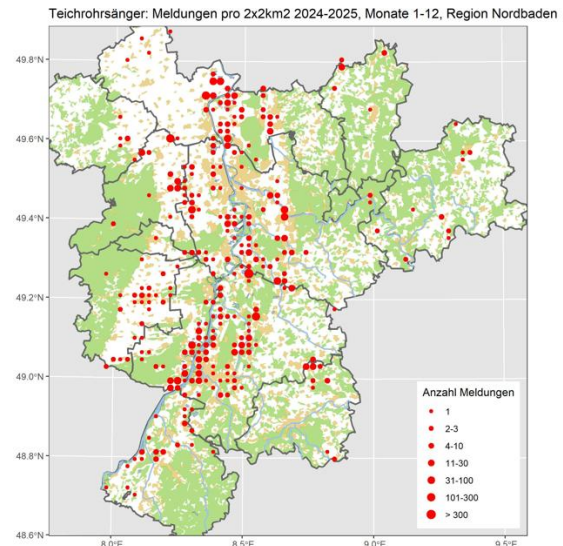 Teichrohrsänger: Meldungen pro 2x2km2 2024-2025, Monate 1-12, Region Nordbaden
49.8°N
49.6°N
49.4°N
49.2°N
49.0°N
48.8°N
48.6°N
Anzahl Meldungen
1
2-3
4-10
11-30
31-100
101-300
> 300
8.0°E
8.5°E
9.0°E
9.5°E